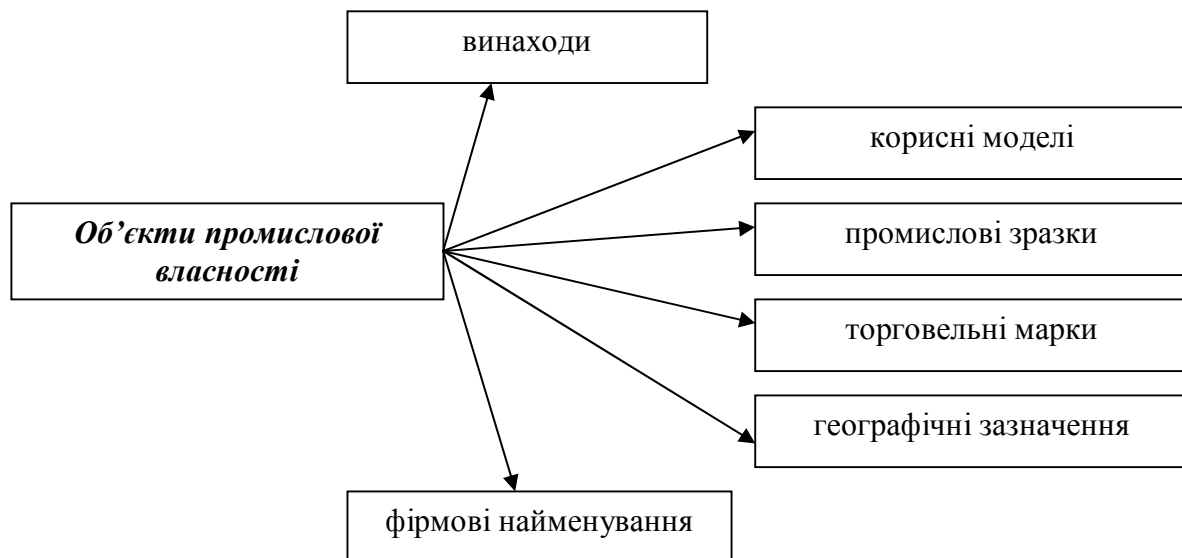 винаходи
корисні моделі
Об’єкти промислової
власності
промислові зразки
торговельні марки
географічні зазначення
фірмові найменування